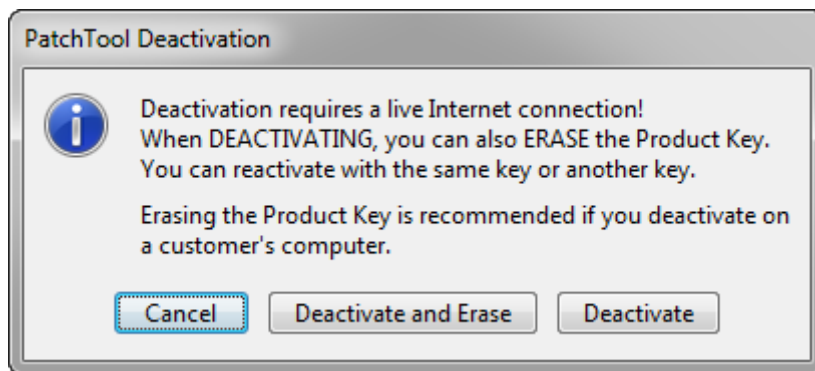 PatchTool Deactivation
Deactivation requires a live Internet connection!
When DEACTIVATING, you can also ERASE the Product Key.
You can reactivate with the same key or another key.
Erasing the Product Key is recommended if you deactivate on
a customer's computer.
Cancel
Deactivate and Erase
Deactivate